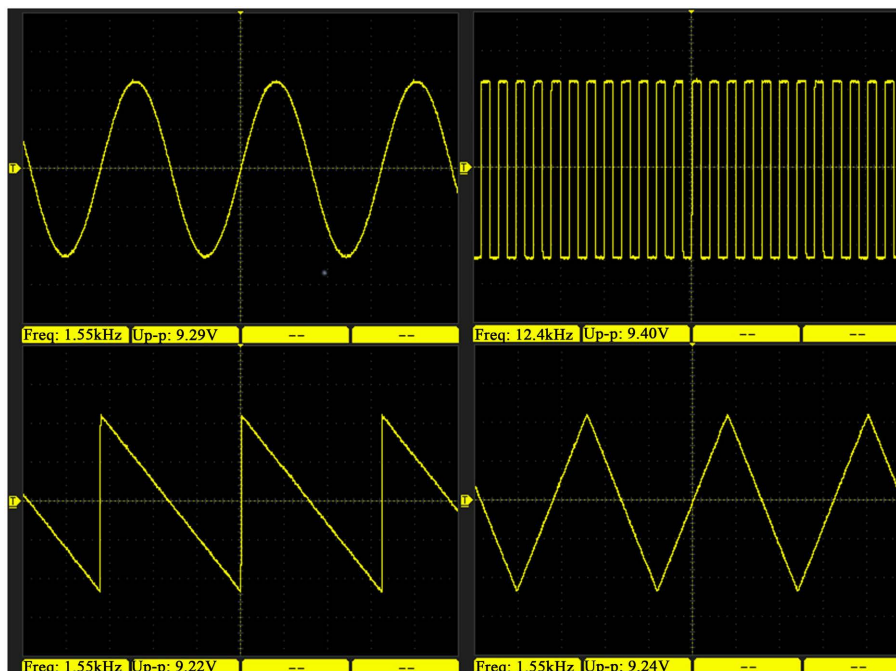 T
T
Freq: 1.55kHz Up-p: 9.29V -- --
Freq: 12.4kHz Up-p: 9.40V -- --
T
T
Freq: 1.55kHz Up-p: 9.22V -- --
Freq: 1.55kHz Up-p: 9.24V -- --